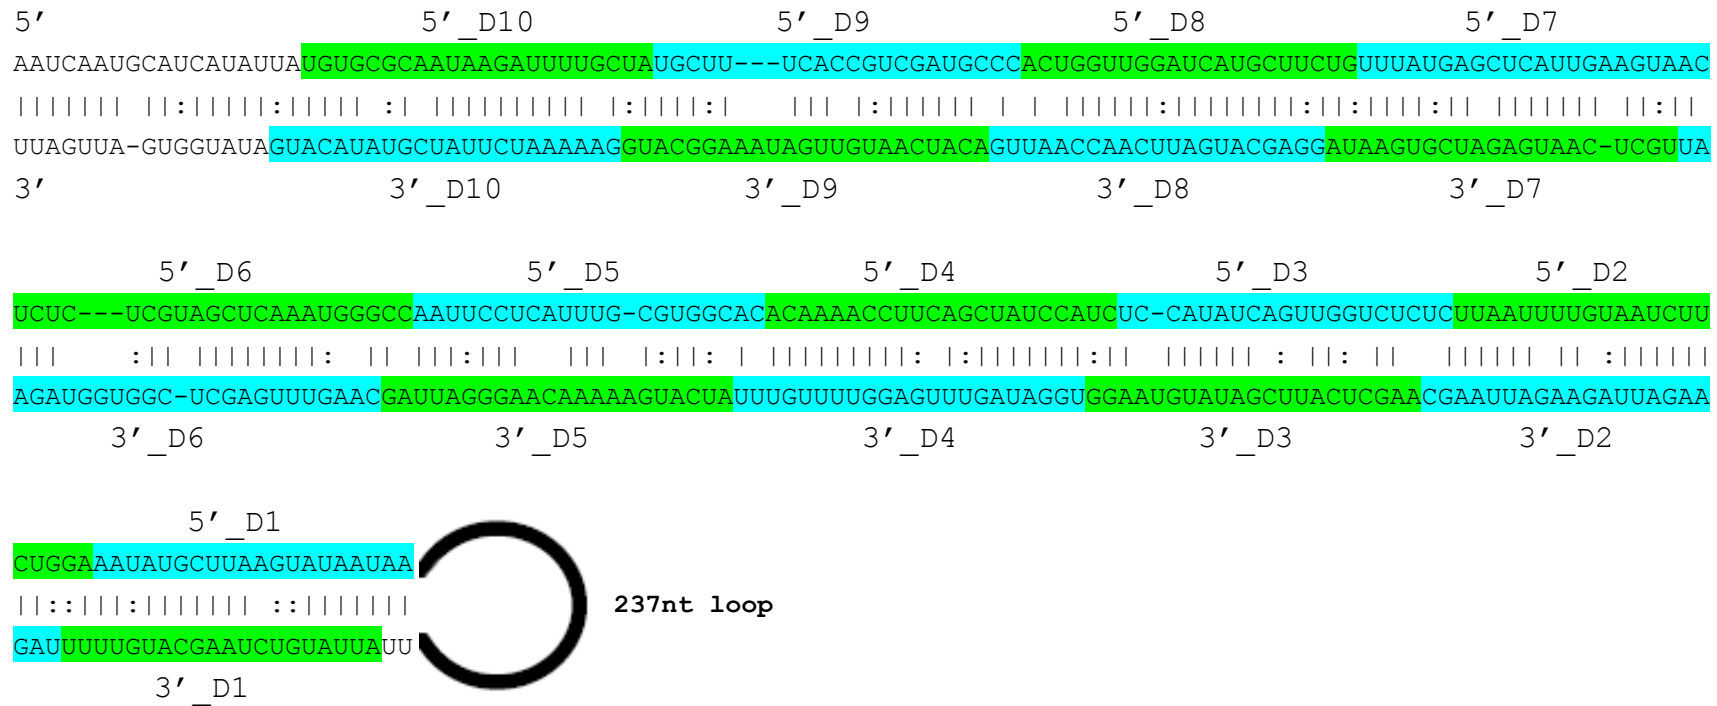 5′ 5′_D10 5′_D9 5′_D8 5′_D7
AAUCAAUGCAUCAUAUUAUGUGCGCAAUAAGAUUUUGCUAUGCUU---UCACCGUCGAUGCCCACUGGUUGGAUCAUGCUUCUGUUUAUGAGCUCAUUGAAGUAAC
||||||| ||:|||||:||||| :| |||||||||| |:||||:|    ||| |:|||||| | | ||||||:||||||||:||:||||:|| ||||||| ||:||
UUAGUUA-GUGGUAUAGUACAUAUGCUAUUCUAAAAAGGUACGGAAAUAGUUGUAACUACAGUUAACCAACUUAGUACGAGGAUAAGUGCUAGAGUAAC-UCGUUA
3′ 3′_D10 3′_D9 3′_D8 3′_D7
5′_D6 5′_D5 5′_D4 5′_D3 5′_D2
UCUC---UCGUAGCUCAAAUGGGCCAAUUCCUCAUUUG-CGUGGCACACAAAACCUUCAGCUAUCCAUCUC-CAUAUCAGUUGGUCUCUCUUAAUUUUGUAAUCUU
|||     :|| ||||||||:  || |||:|||   |||  |:||: | |||||||||: |:|||||||:||  |||||| : ||: ||   |||||| || :||||||
AGAUGGUGGC-UCGAGUUUGAACGAUUAGGGAACAAAAAGUACUAUUUGUUUUGGAGUUUGAUAGGUGGAAUGUAUAGCUUACUCGAACGAAUUAGAAGAUUAGAA
3′_D6 3′_D5 3′_D4 3′_D3 3′_D2
5′_D1
CUGGAAAUAUGCUUAAGUAUAAUAA
||::|||:||||||| ::|||||||
237nt loop
GAUUUUUGUACGAAUCUGUAUUAUU
3′_D1